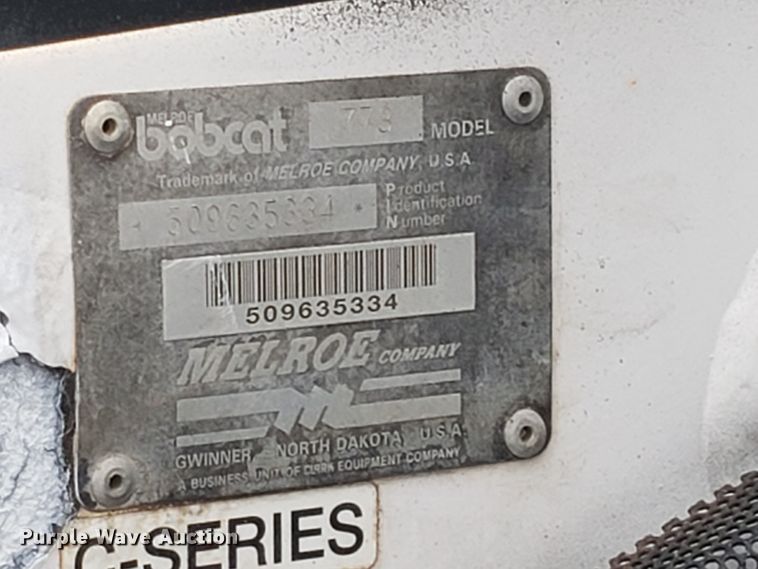 MELROE
bobcat 773 MODEL
Trademark of MELROE COMPANY, U.S.A
* 509635334 * Product Identification Number
509635334
MELROE COMPANY
GWINNER, NORTH DAKOTA, U.S.A.
A BUSINESS UNIT OF CLARK EQUIPMENT COMPANY
C-SERIES
Purple Wave Auction